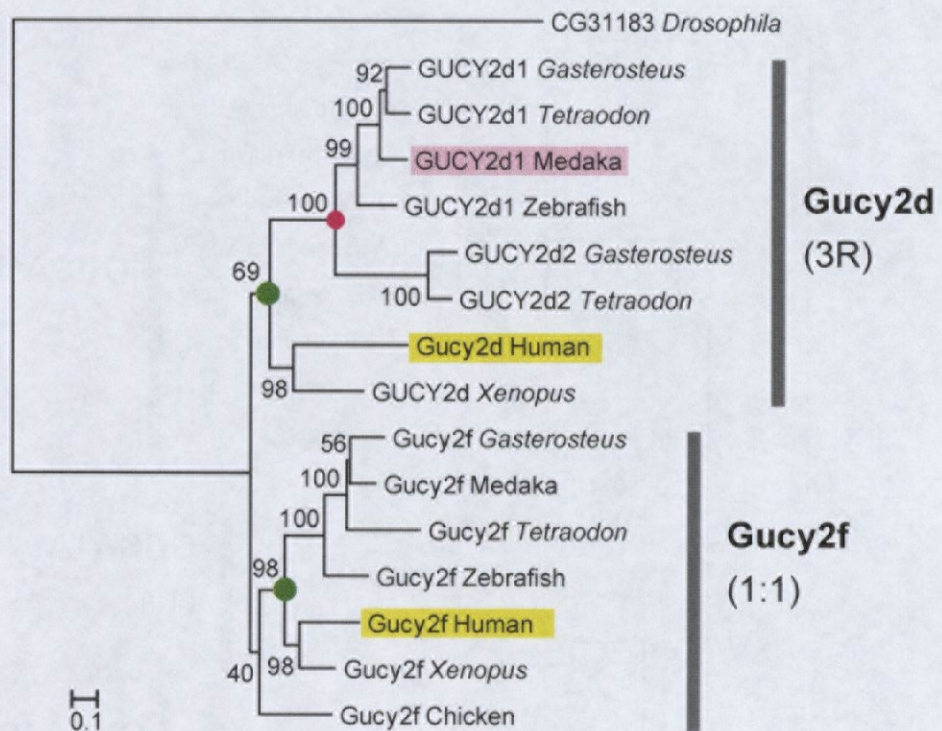 CG31183 Drosophila
92
GUCY2d1 Gasterosteus
100
GUCY2d1 Tetraodon
99
GUCY2d1 Medaka
100
GUCY2d1 Zebrafish
Gucy2d
(3R)
GUCY2d2 Gasterosteus
69
100
GUCY2d2 Tetraodon
Gucy2d Human
98
GUCY2d Xenopus
56
Gucy2f Gasterosteus
100
Gucy2f Medaka
100
Gucy2f Tetraodon
Gucy2f
(1:1)
98
Gucy2f Zebrafish
Gucy2f Human
40
98
Gucy2f Xenopus
0.1
Gucy2f Chicken